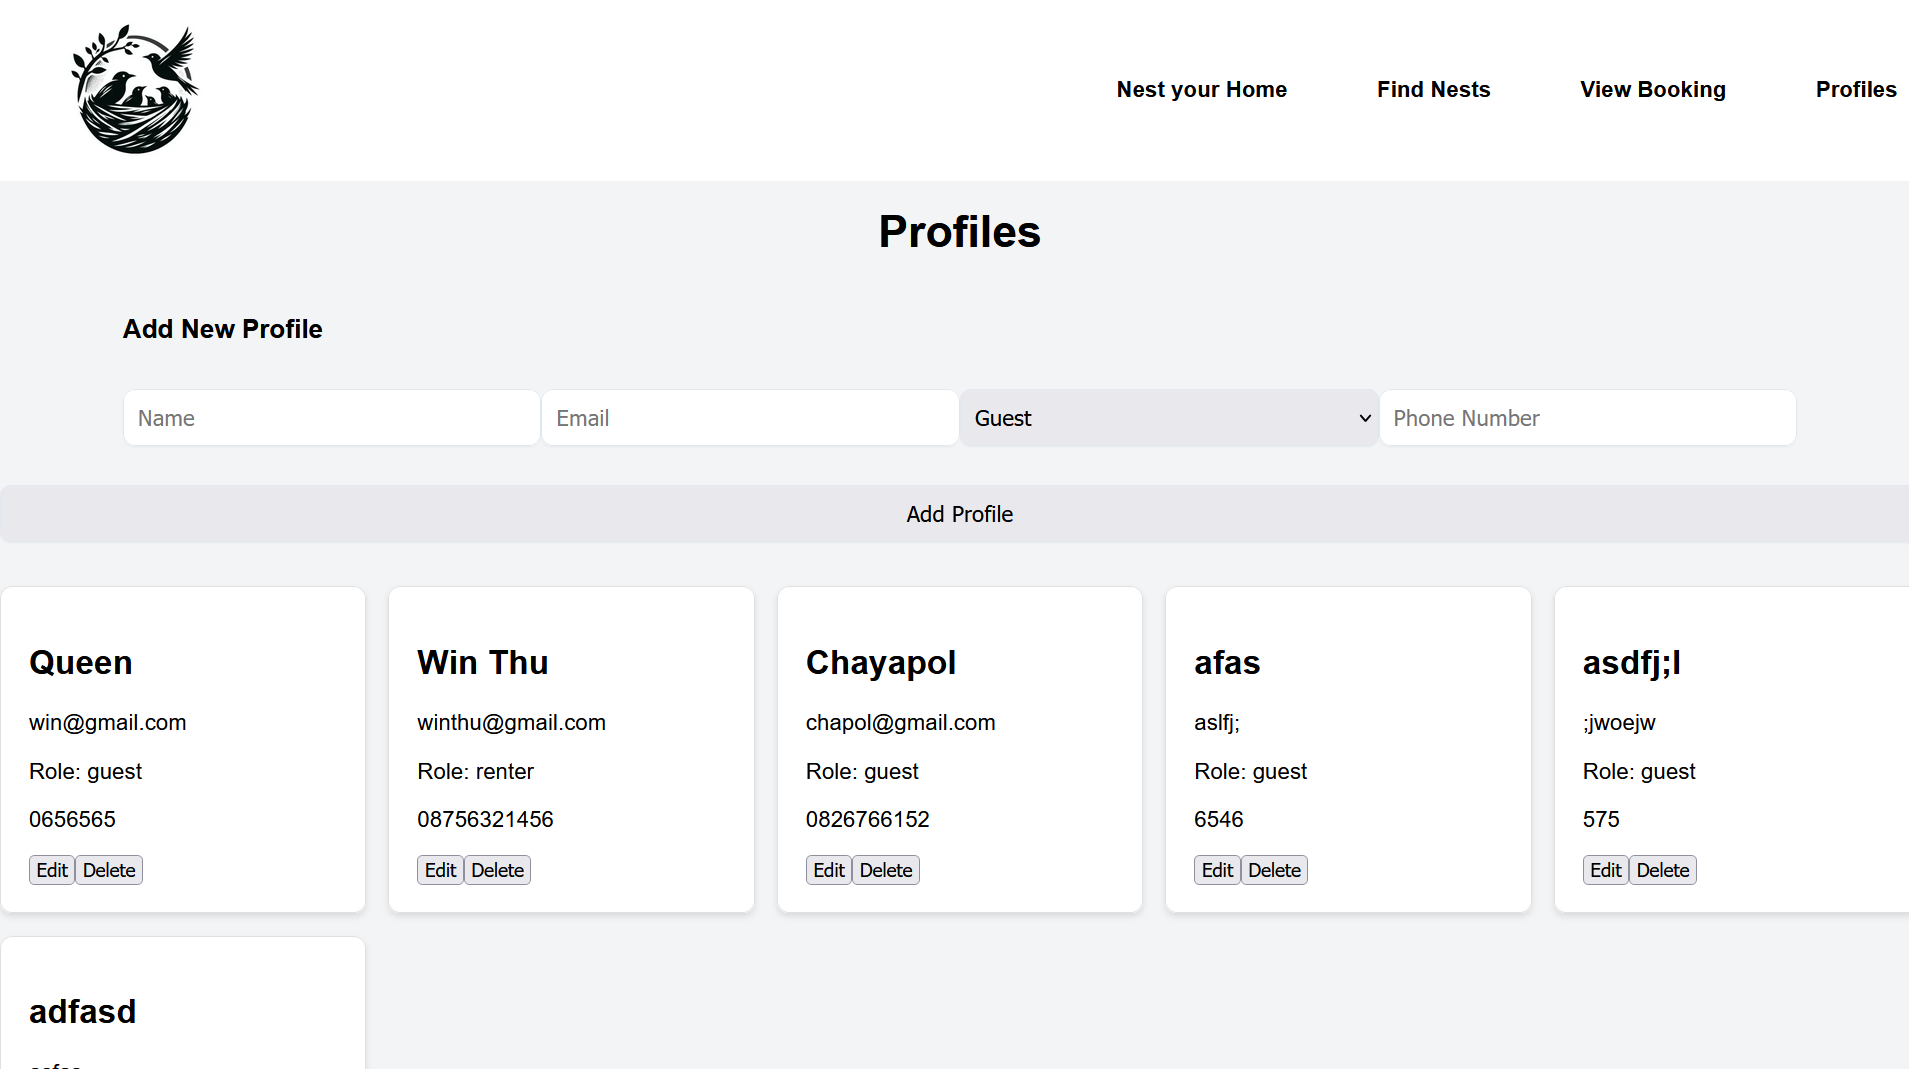 Nest your Home Find Nests View Booking Profiles
Profiles
Add New Profile
Name Email Guest Phone Number
Add Profile
Queen
win@gmail.com
Role: guest
0656565
Edit Delete
Win Thu
winthu@gmail.com
Role: renter
08756321456
Edit Delete
Chayapol
chapol@gmail.com
Role: guest
0826766152
Edit Delete
afas
aslfj;
Role: guest
6546
Edit Delete
asdfj;l
;jwoejw
Role: guest
575
Edit Delete
adfasd